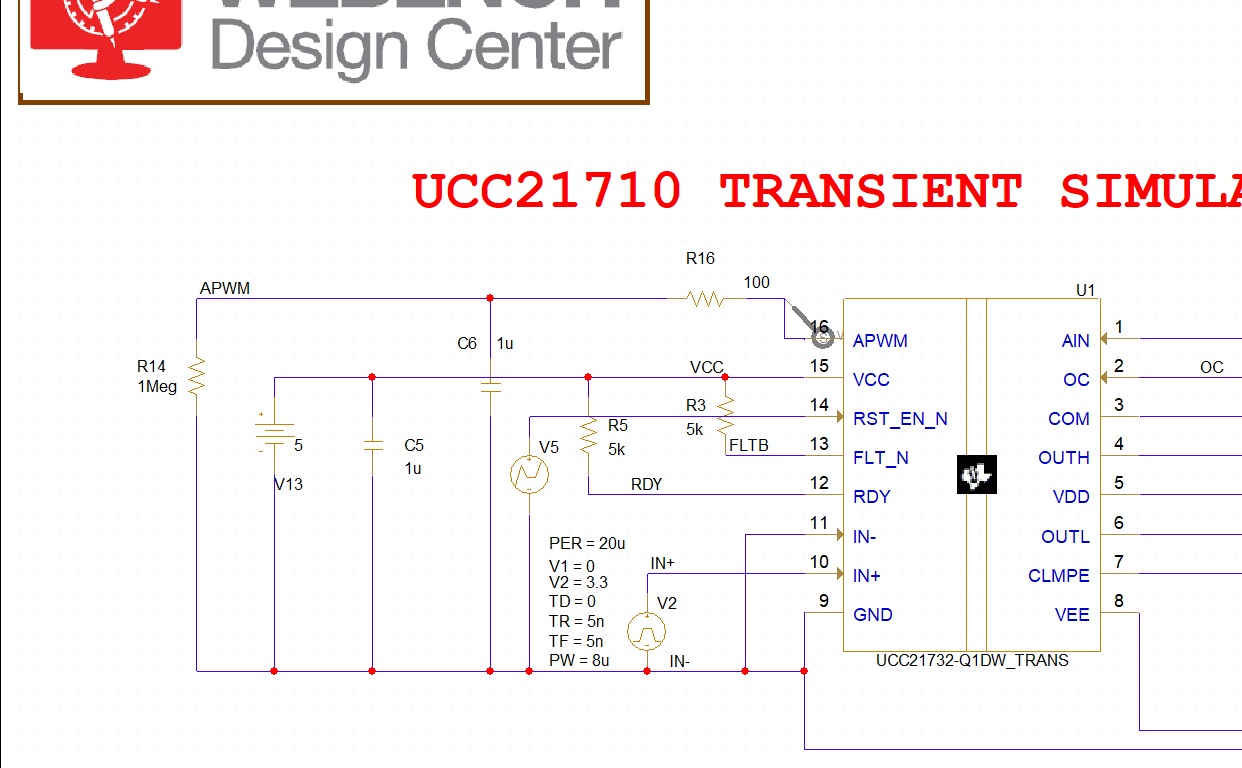 Design Center
UCC21710 TRANSIENT
R16
100
APWM
U1
C6
1u
16
APWM
AIN
1
R14
1Meg
VCC
15
VCC
OC
2
OC
R3
5k
14
RST_EN_N
COM
3
R5
5k
FLTB
13
FLT_N
OUTH
4
5
V13
C5
1u
V5
RDY
12
RDY
VDD
5
11
IN-
OUTL
6
PER = 20u
V1 = 0
V2 = 3.3
TD = 0
TR = 5n
TF = 5n
PW = 8u
IN+
10
IN+
CLMPE
7
V2
9
GND
VEE
8
IN-
UCC21732-Q1DW_TRANS